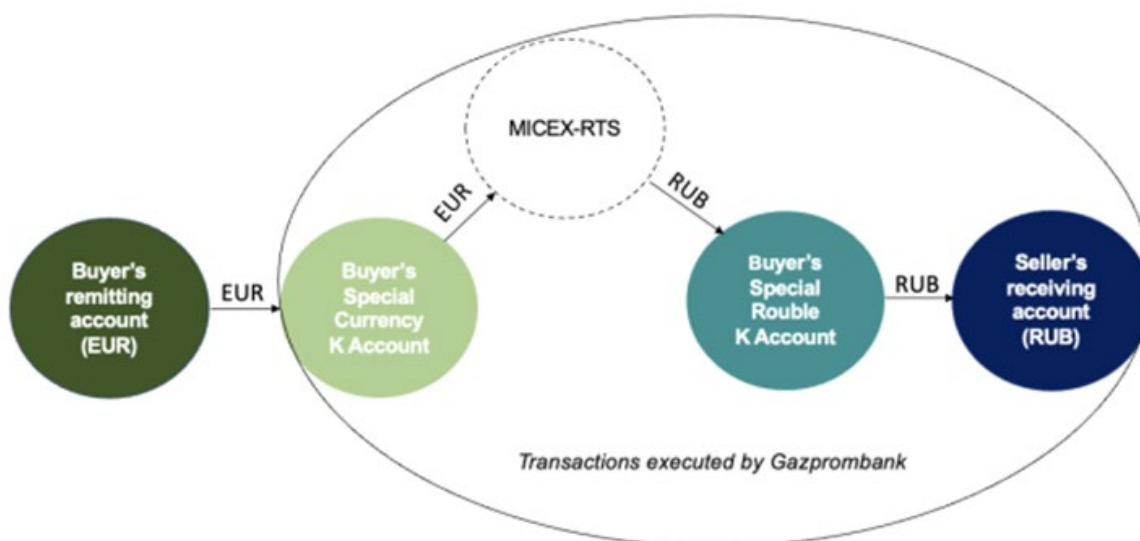 MICEX-RTS
EUR
RUB
Buyer's
remitting
account
(EUR)
EUR
Buyer's
Special
Currency
K Account
Buyer's
Special
Rouble
K Account
RUB
Seller's
receiving
account
(RUB)
Transactions executed by Gazprombank